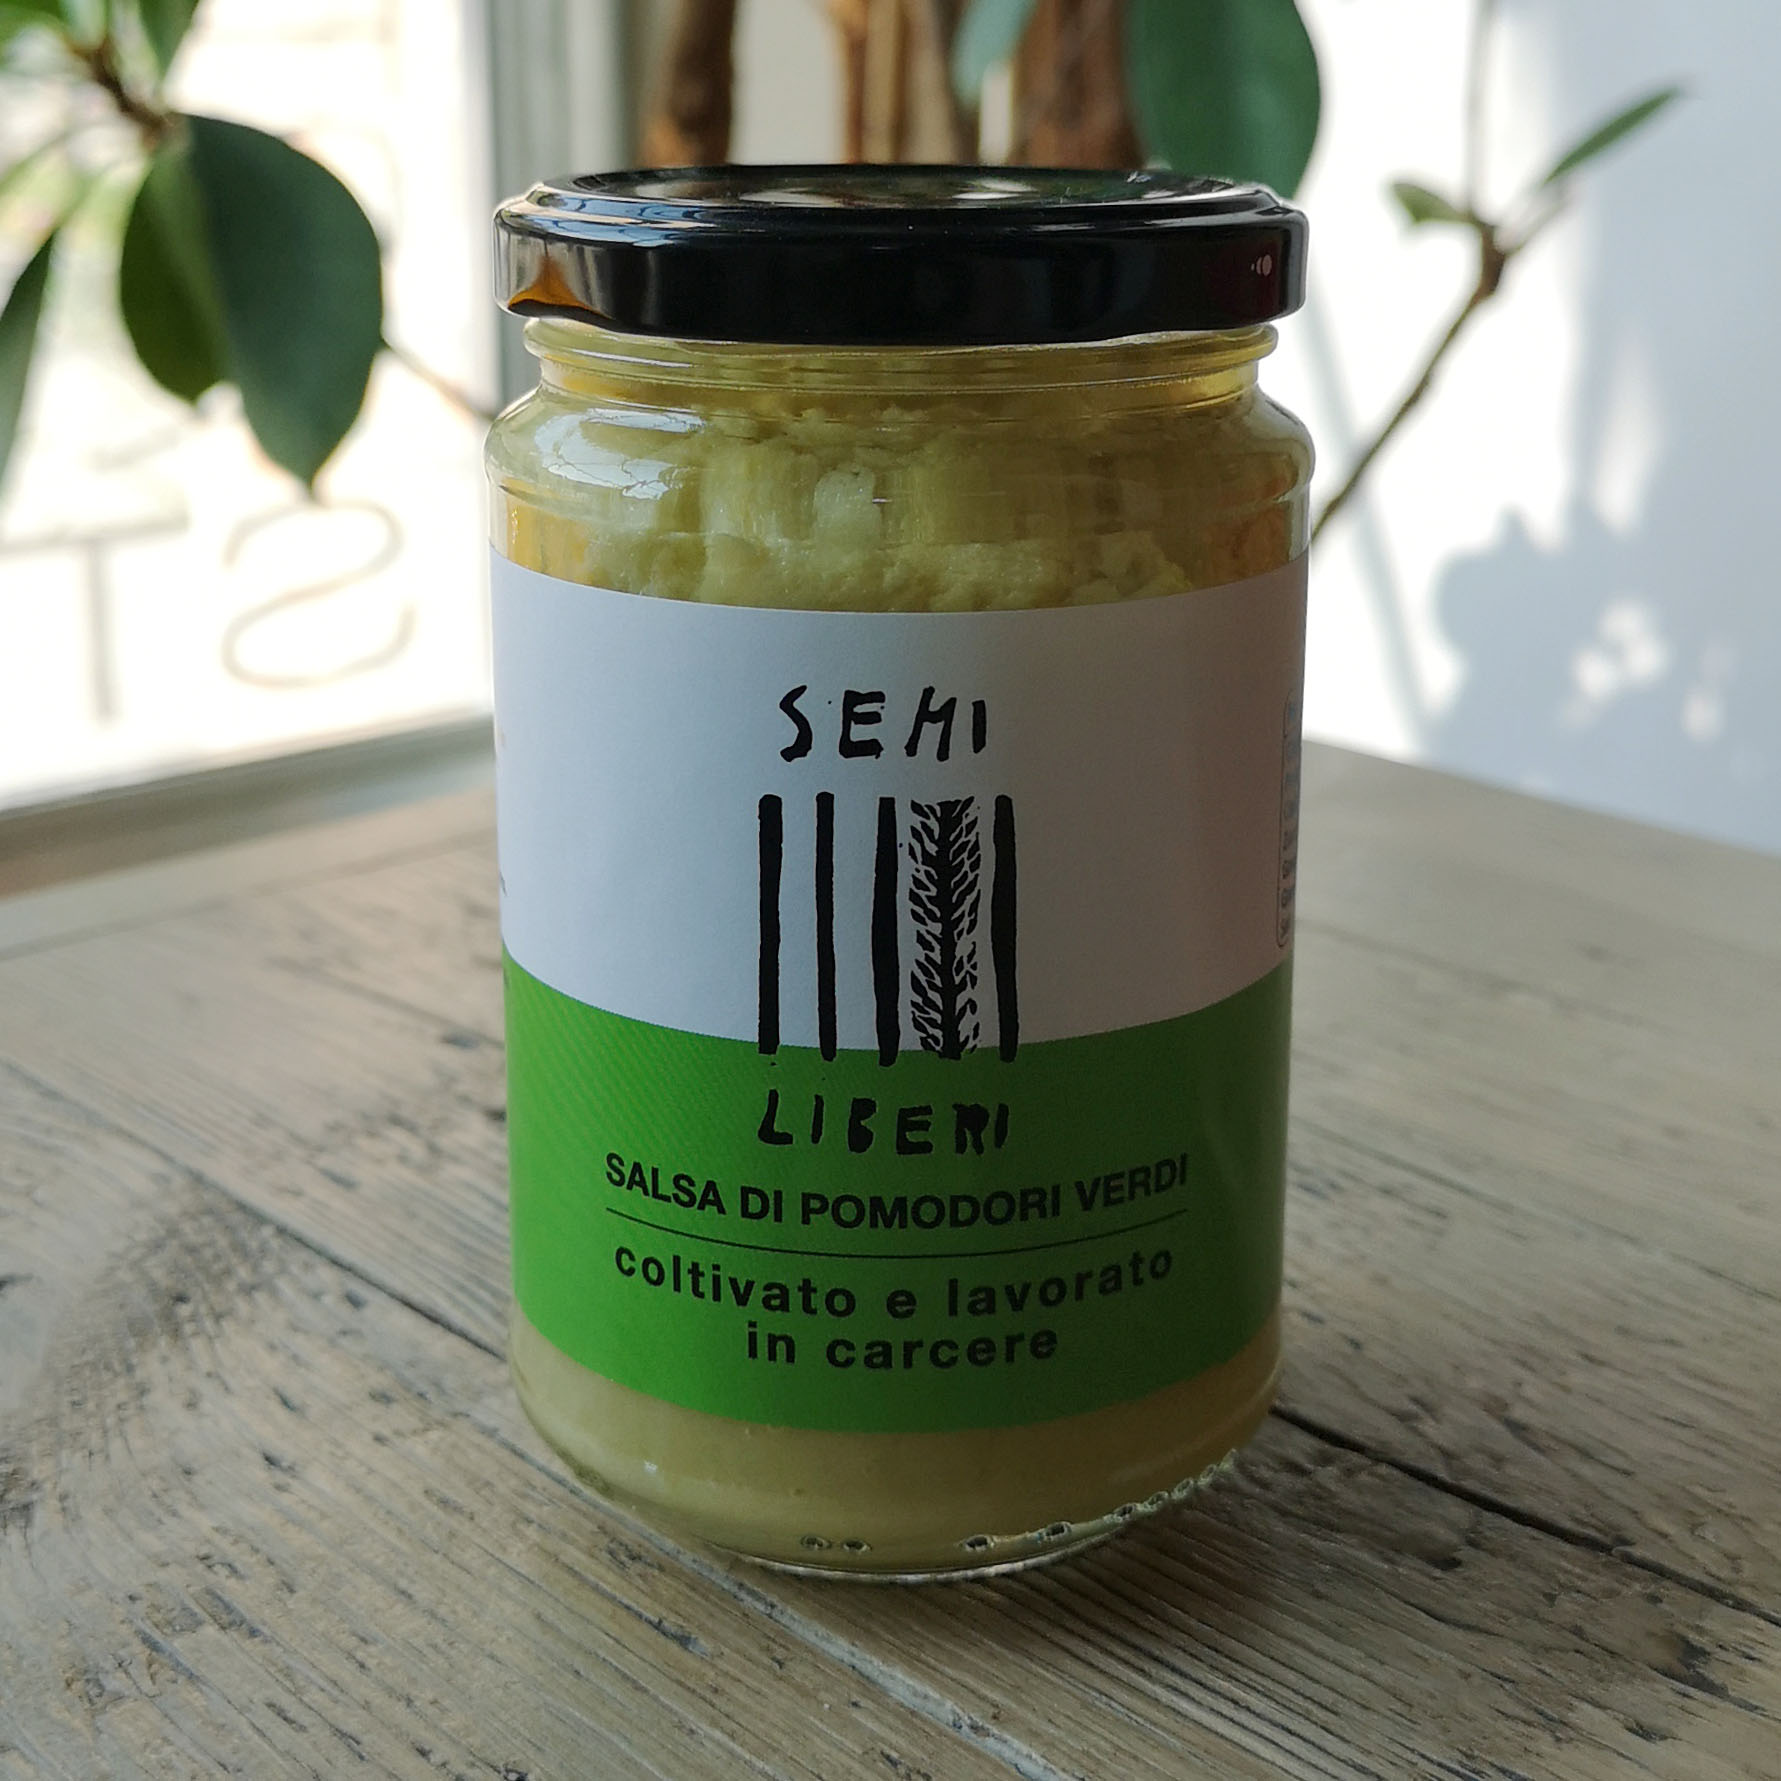 SEMI
LIBERI
SALSA DI POMODORI VERDI
coltivato e lavorato
in carcere